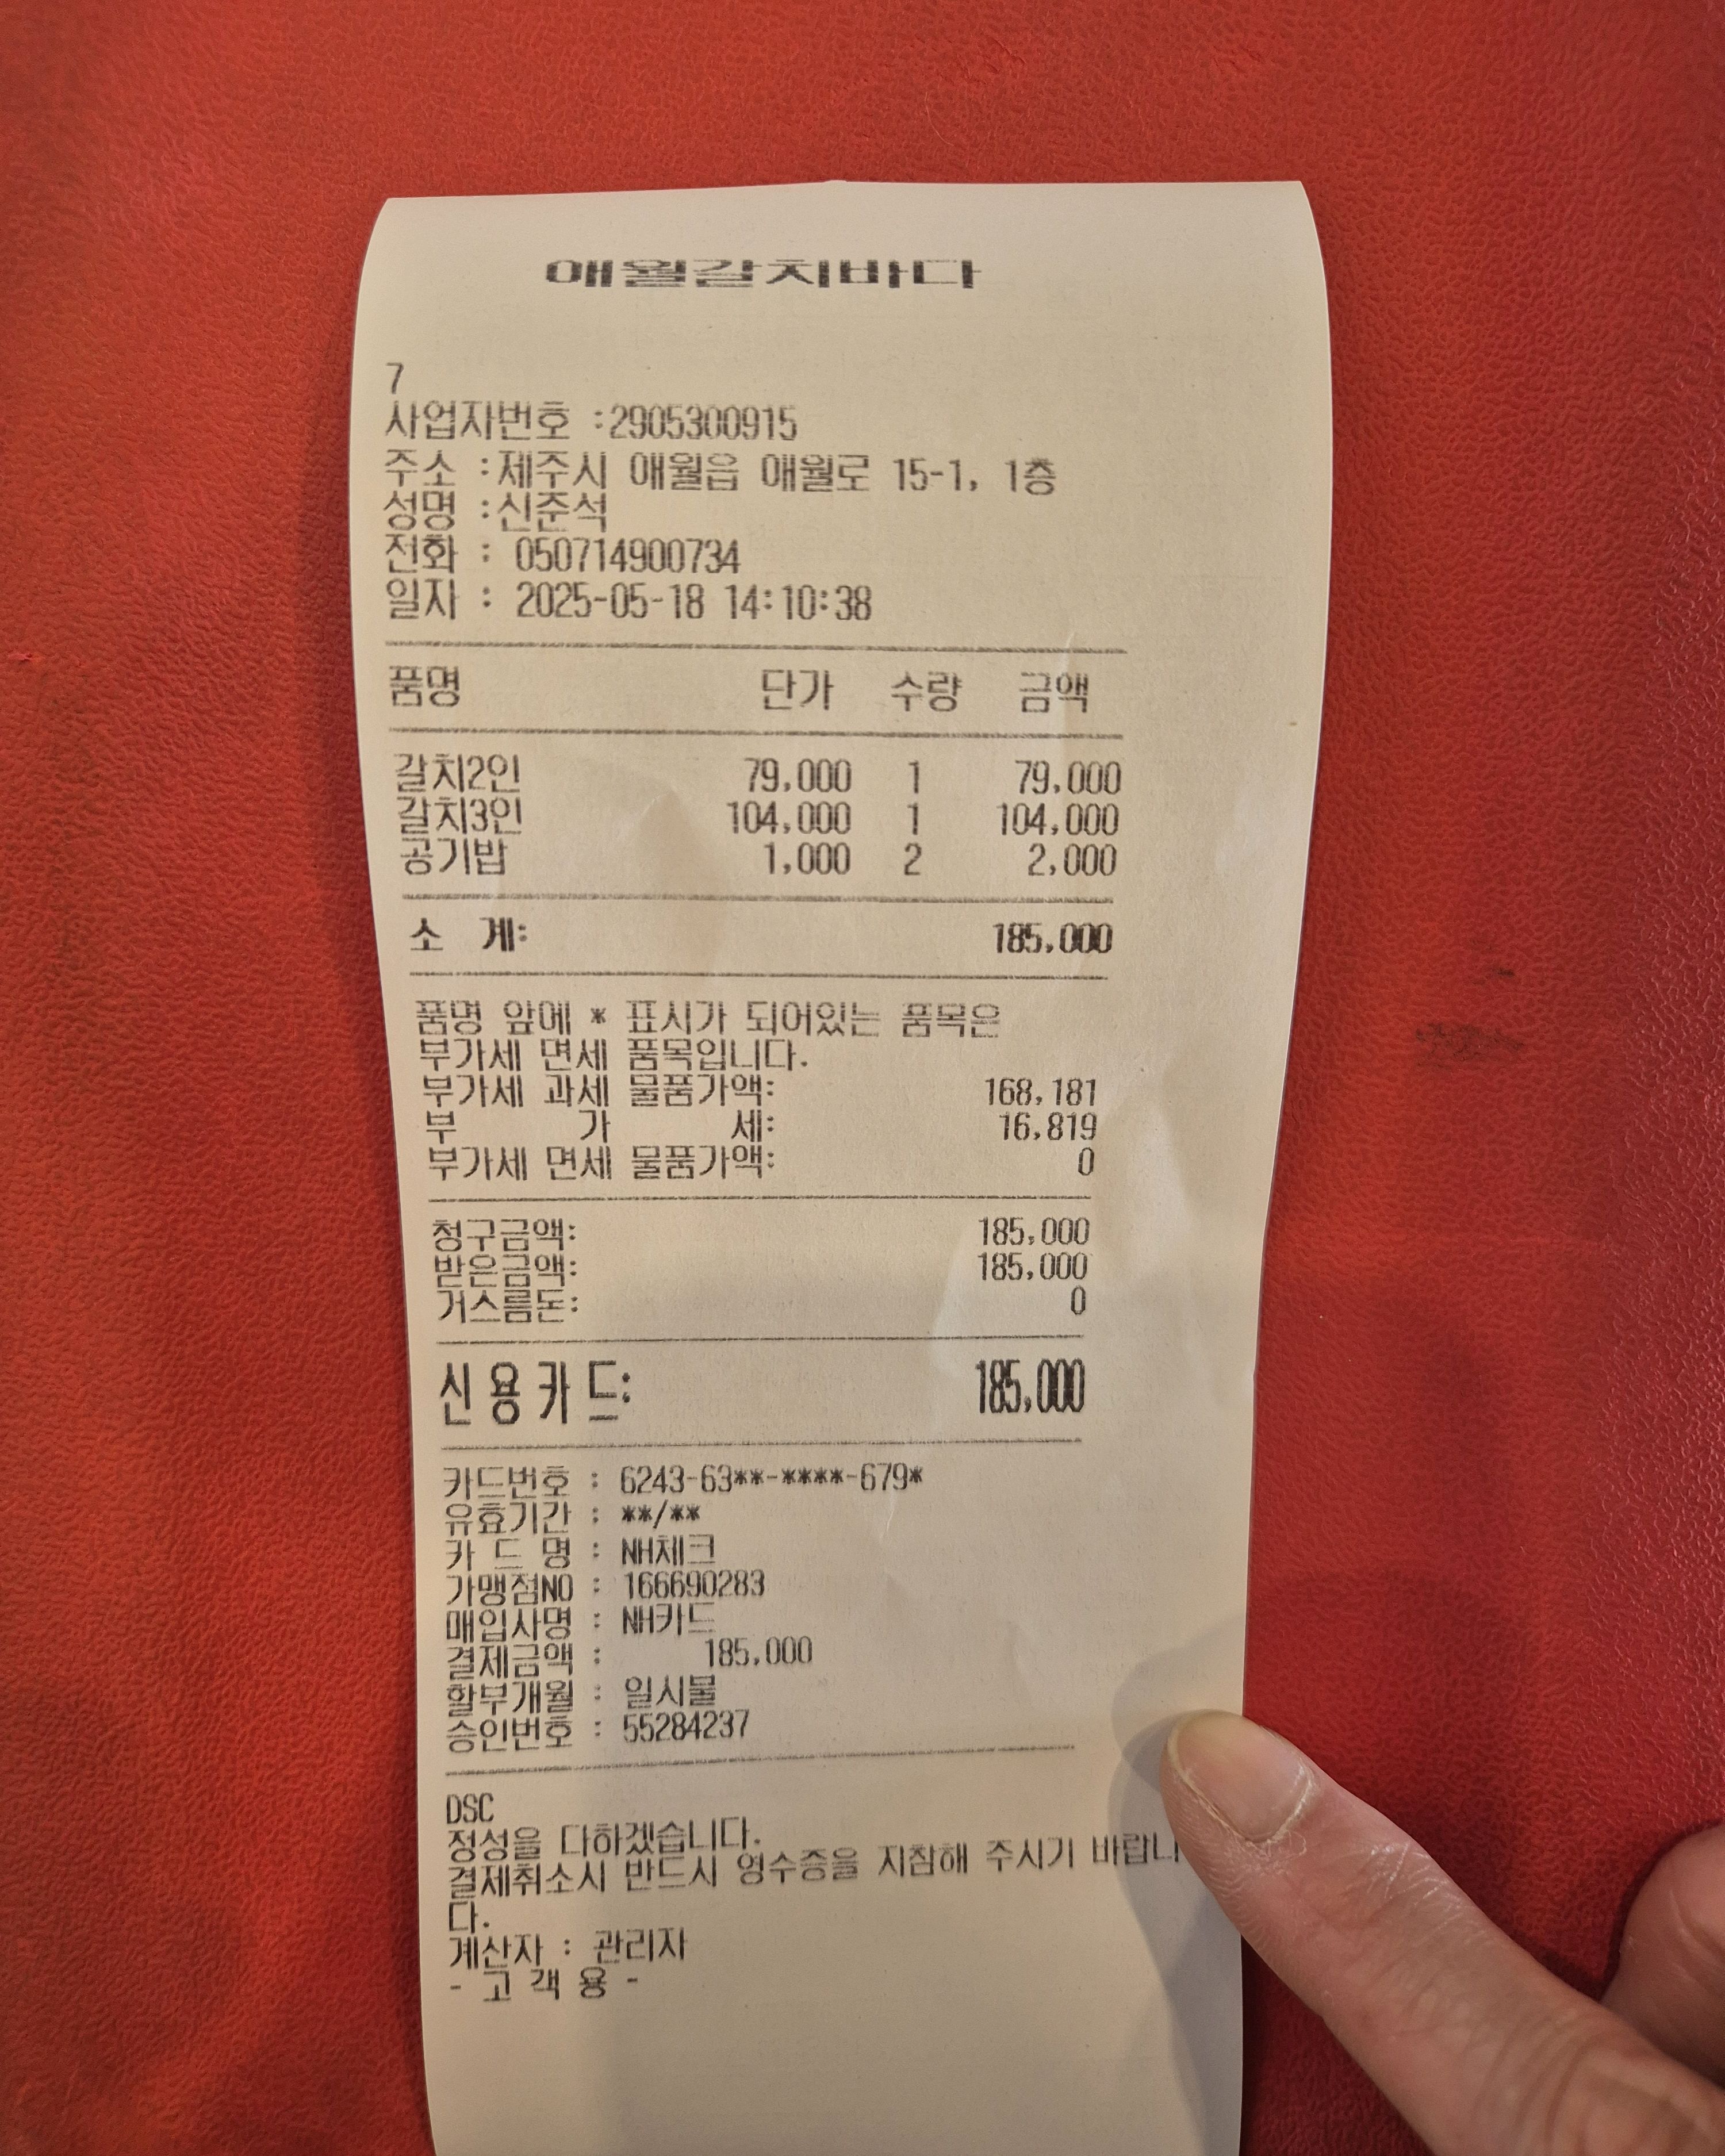 애월갈치바다
7
사업자번호 :2905300915
주소 :제주시 애월읍 애월로 15-1, 1층
성명 :신준석
전화 : 050714900734
일자 : 2025-05-18 14:10:38
품명 단가 수량 금액
갈치2인 79,000 1 79,000
갈치3인 104,000 1 104,000
공기밥 1,000 2 2,000
소 계: 185,000
품명 앞에 * 표시가 되어있는 품목은
부가세 면세 품목입니다.
부가세 과세 물품가액: 168,181
부 가 세: 16,819
부가세 면세 물품가액: 0
청구금액: 185,000
받은금액: 185,000
거스름돈: 0
신용카드: 185,000
카드번호 : 6243-63**-****-679*
유효기간 : **/**
카 드 명 : NH체크
가맹점NO : 166690283
매입사명 : NH카드
결제금액 : 185,000
할부개월 : 일시불
승인번호 : 55284237
DSC
정성을 다하겠습니다.
결제취소시 반드시 영수증을 지참해 주시기 바랍니
다.
계산자 : 관리자
- 고 객 용 -